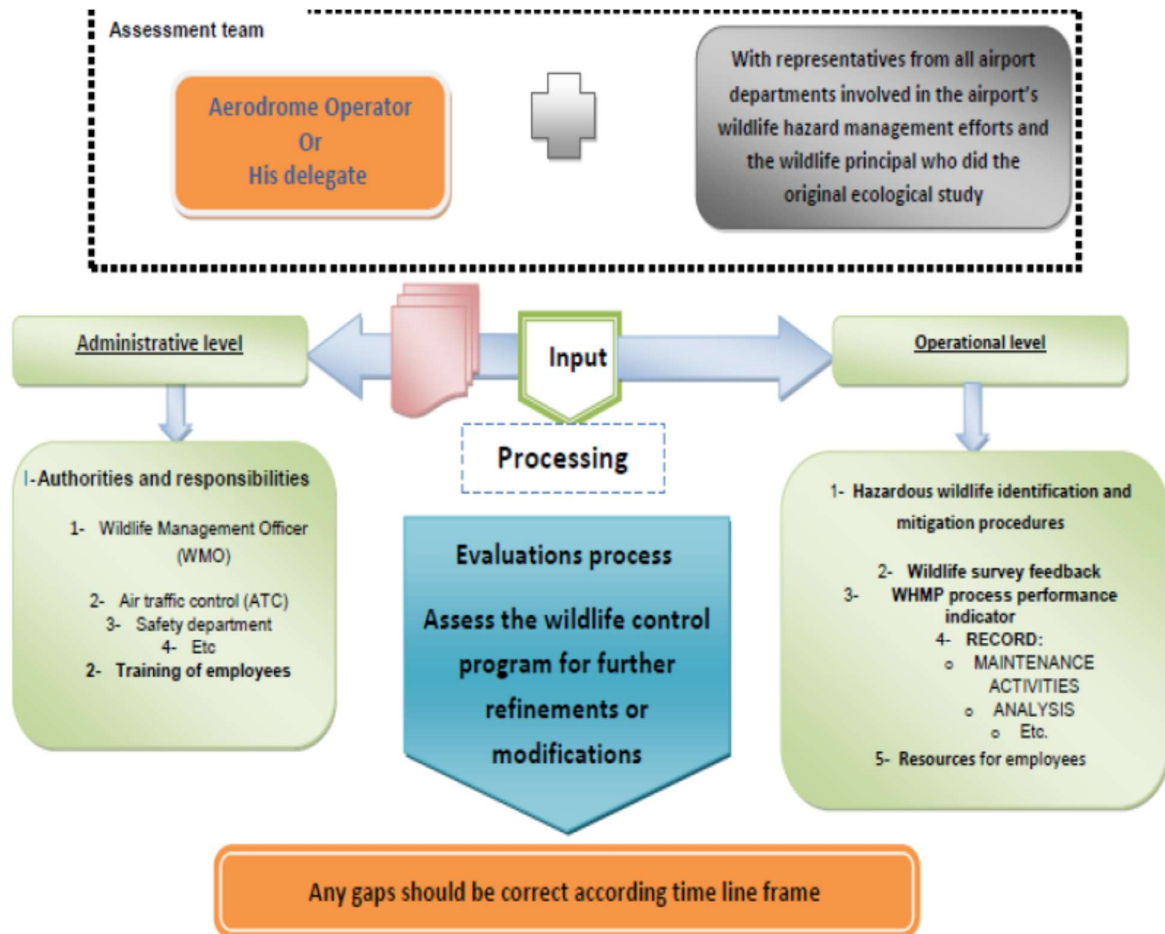 Assessment team
Aerodrome Operator
Or
His delegate
With representatives from all airport
departments involved in the airport's
wildlife hazard management efforts and
the wildlife principal who did the
original ecological study
Administrative level
Input
Operational level
Processing
I-Authorities and responsibilities
1- Wildlife Management Officer
(WMO)
2- Air traffic control (ATC)
3- Safety department
4- Etc
2- Training of employees
Evaluations process
Assess the wildlife control
program for further
refinements or
modifications
1- Hazardous wildlife identification and
mitigation procedures
2- Wildlife survey feedback
3- WHMP process performance
indicator
4- RECORD:
o MAINTENANCE
ACTIVITIES
o ANALYSIS
o Etc.
5- Resources for employees
Any gaps should be correct according time line frame